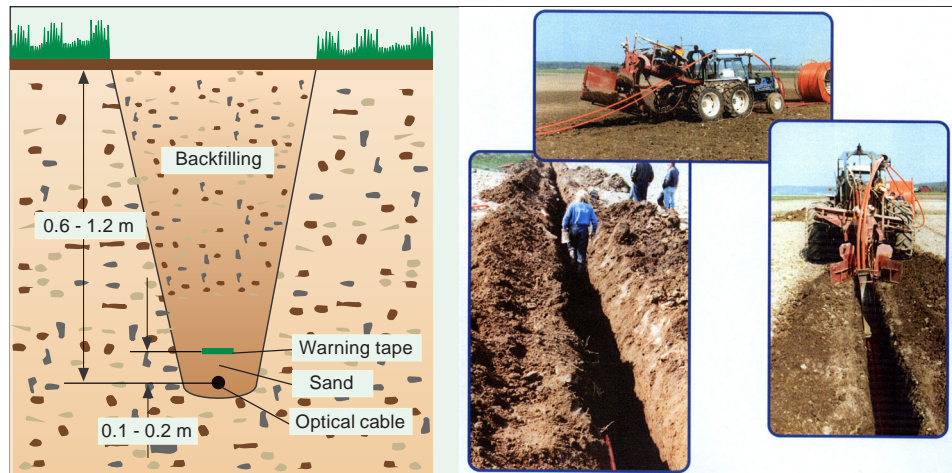 Backfilling
0.6 - 1.2 m
Warning tape
Sand
Optical cable
0.1 - 0.2 m